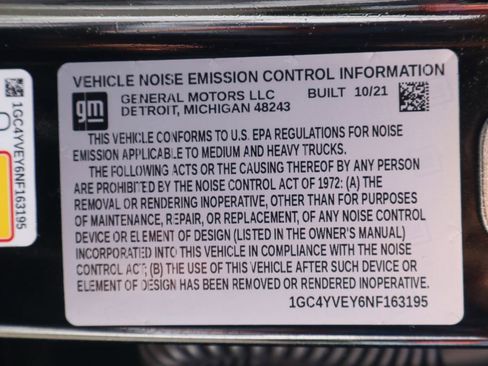 VEHICLE NOISE EMISSION CONTROL INFORMATION
gm
GENERAL MOTORS LLC BUILT 10/21
DETROIT, MICHIGAN 48243
THIS VEHICLE CONFORMS TO U.S. EPA REGULATIONS FOR NOISE
EMISSION APPLICABLE TO MEDIUM AND HEAVY TRUCKS.
THE FOLLOWING ACTS OR THE CAUSING THEREOF BY ANY PERSON
ARE PROHIBITED BY THE NOISE CONTROL ACT OF 1972: (A) THE
REMOVAL OR RENDERING INOPERATIVE, OTHER THAN FOR PURPOSES
OF MAINTENANCE, REPAIR, OR REPLACEMENT, OF ANY NOISE CONTROL
DEVICE OR ELEMENT OF DESIGN (LISTED IN THE OWNER'S MANUAL)
INCORPORATED INTO THIS VEHICLE IN COMPLIANCE WITH THE NOISE
CONTROL ACT; (B) THE USE OF THIS VEHICLE AFTER SUCH DEVICE OR
ELEMENT OF DESIGN HAS BEEN REMOVED OR RENDERED INOPERATIVE.
1GC4YVEY6NF163195
1GC4YVEY6NF163195